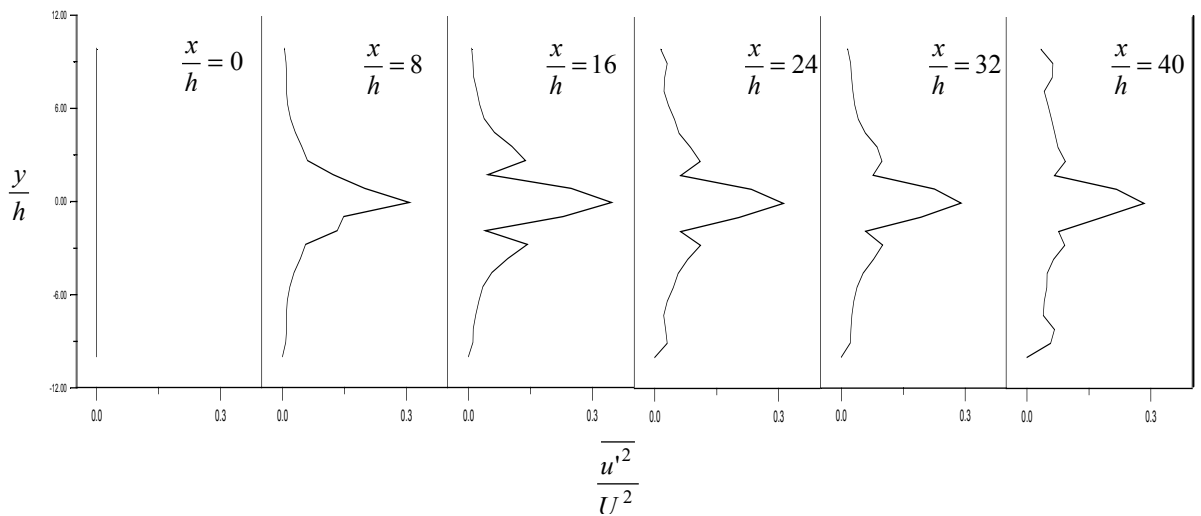 12.00
6.00
0.00
-6.00
-12.00
y/h
x/h = 0
x/h = 8
x/h = 16
x/h = 24
x/h = 32
x/h = 40
0.0 0.3 0.0 0.3 0.0 0.3 0.0 0.3 0.0 0.3 0.0 0.3
\overline{u'^2}/U^2